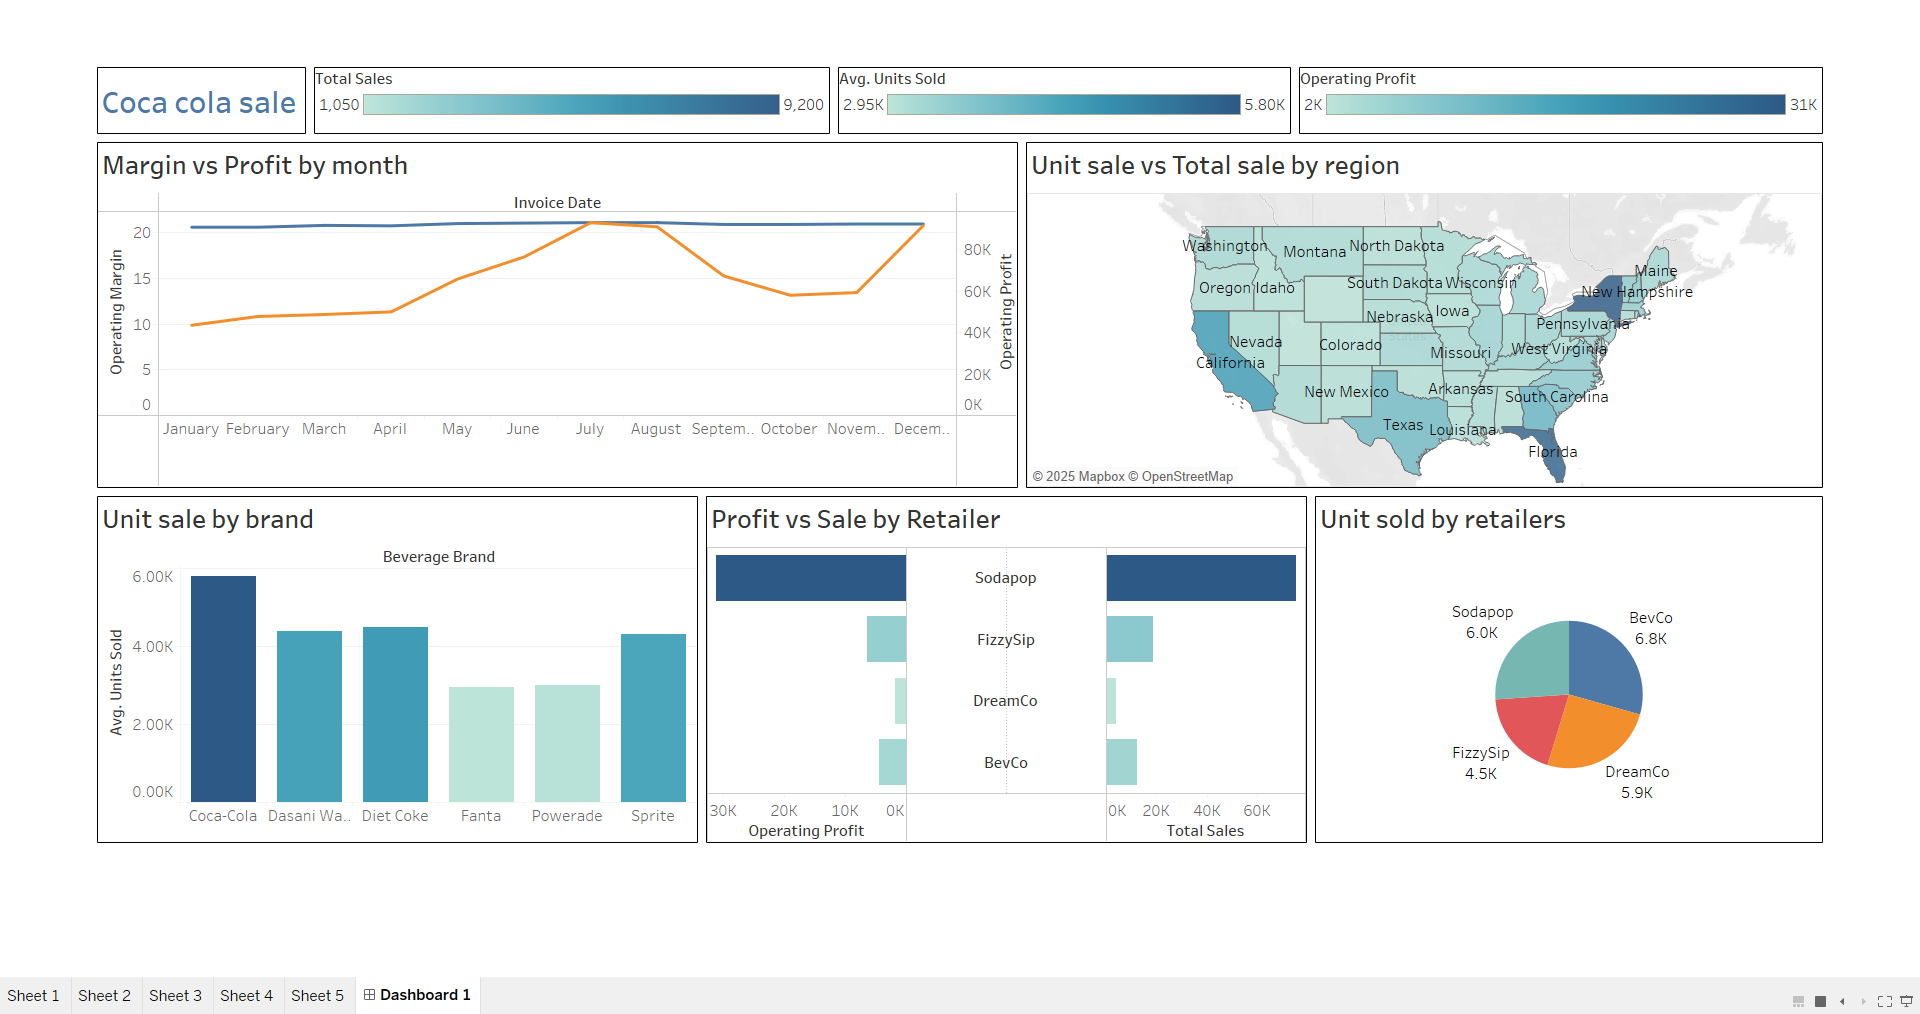 Coca cola sale
Total Sales
1,050 9,200
Avg. Units Sold
2.95K 5.80K
Operating Profit
2K 31K
Margin vs Profit by month
Invoice Date
Operating Margin
20
15
10
5
0
80K
60K
40K
20K
0K
Operating Profit
January February March April May June July August Septem.. October Novem.. Decem..
Unit sale vs Total sale by region
Washington
Montana
North Dakota
Maine
Oregon
Idaho
South Dakota
Wisconsin
New Hampshire
Nebraska
Iowa
Pennsylvania
States
Nevada
Colorado
Missouri
West Virginia
California
New Mexico
Arkansas
South Carolina
Texas
Louisiana
Florida
© 2025 Mapbox © OpenStreetMap
Unit sale by brand
Beverage Brand
Avg. Units Sold
6.00K
4.00K
2.00K
0.00K
Coca-Cola Dasani Wa.. Diet Coke Fanta Powerade Sprite
Profit vs Sale by Retailer
Sodapop
FizzySip
DreamCo
BevCo
30K 20K 10K 0K 0K 20K 40K 60K
Operating Profit Total Sales
Unit sold by retailers
Sodapop
6.0K
BevCo
6.8K
FizzySip
4.5K
DreamCo
5.9K
Sheet 1 Sheet 2 Sheet 3 Sheet 4 Sheet 5 Dashboard 1